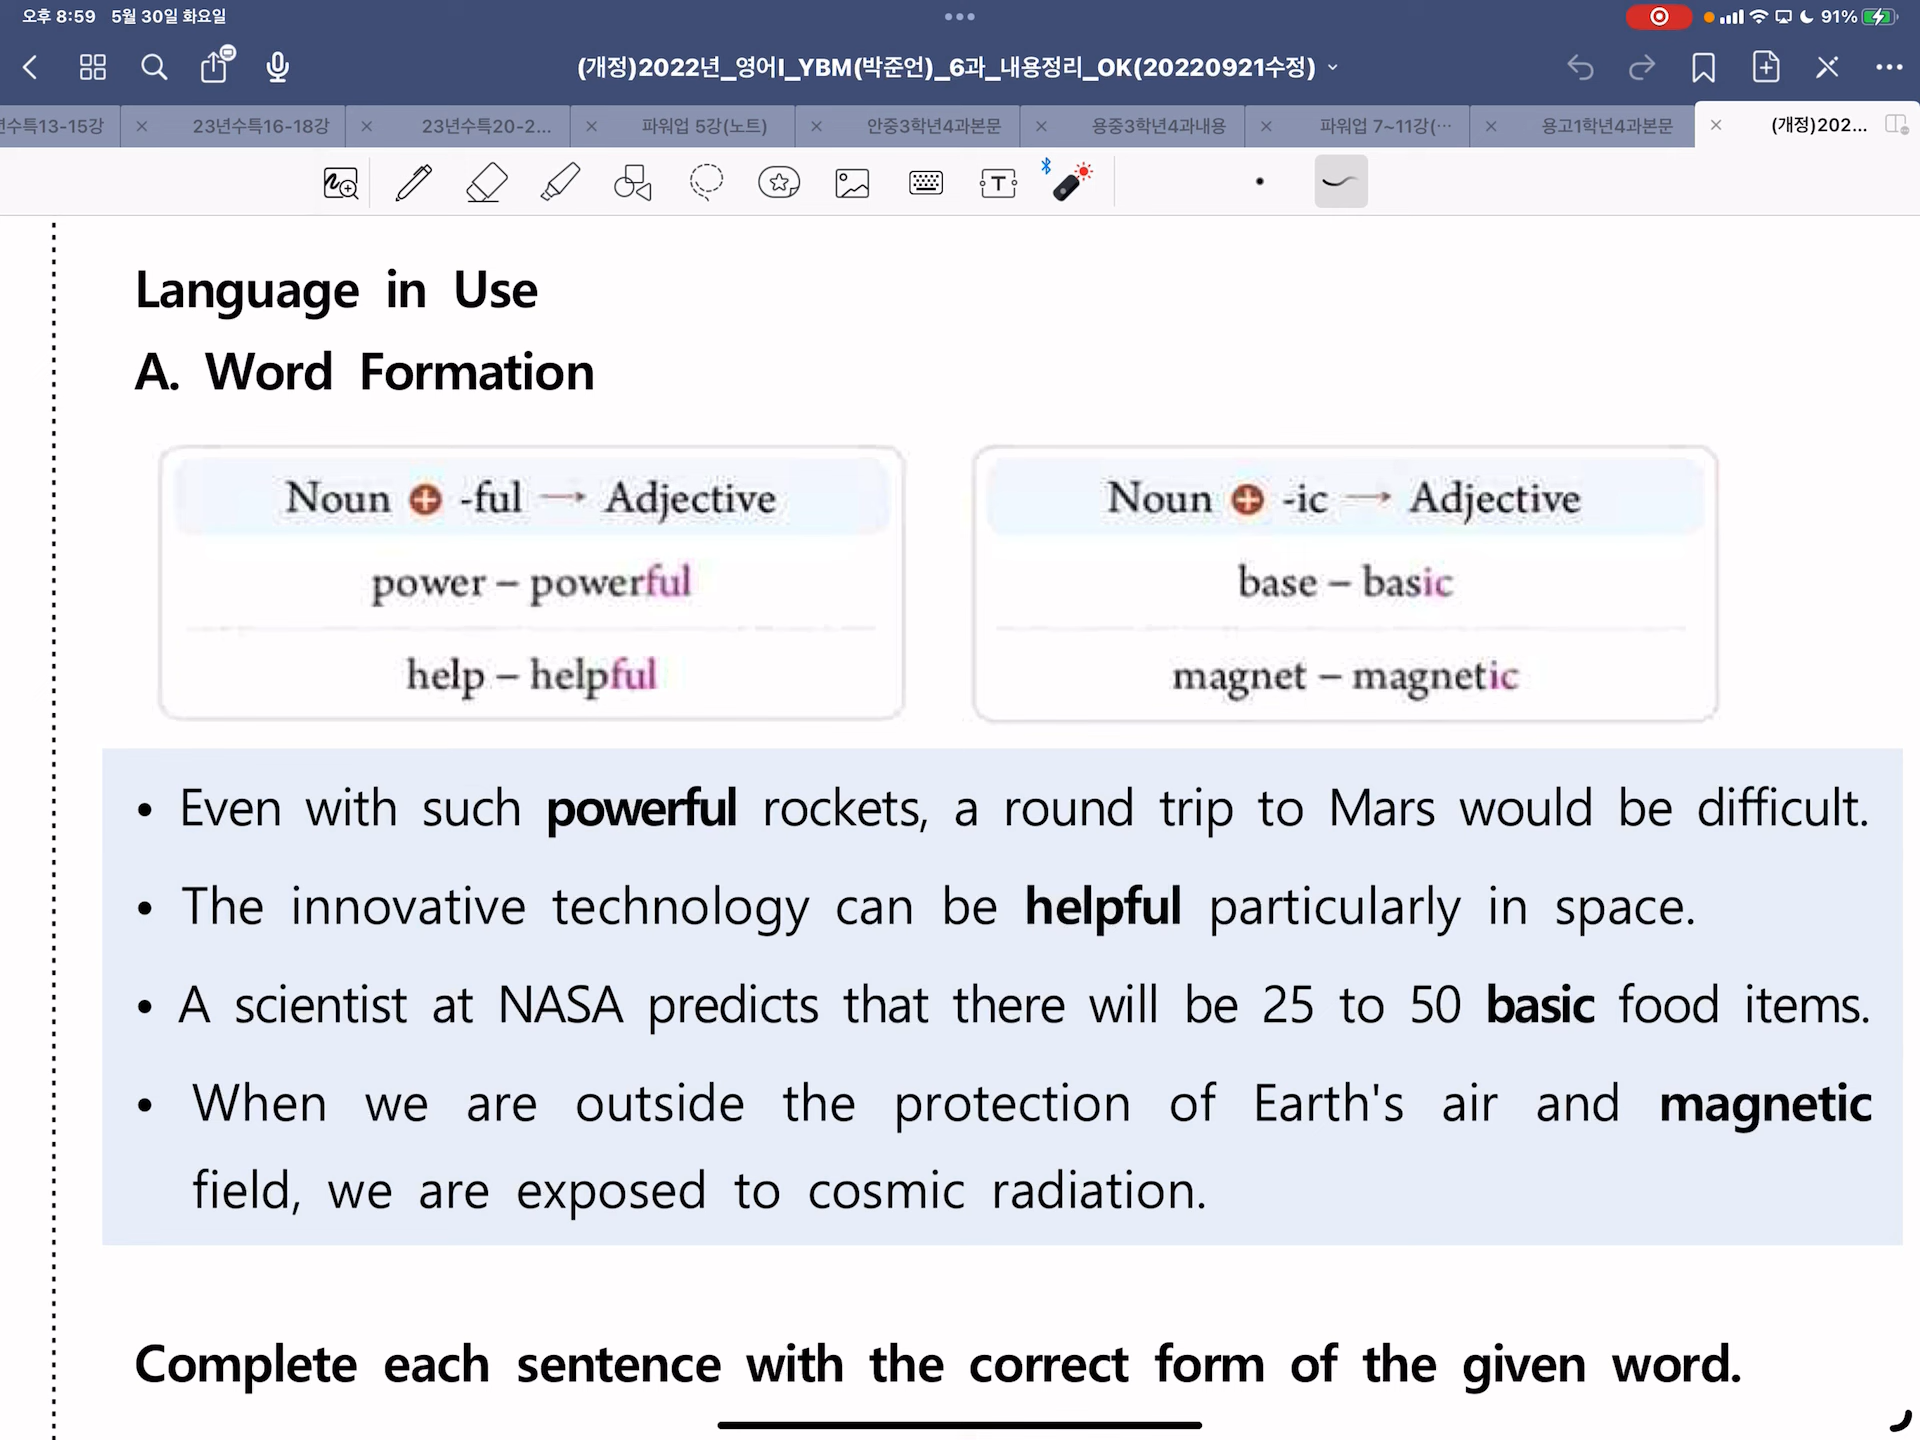 오후 8:59 5월 30일 화요일
91%
(개정)2022년_영어I_YBM(박준언)_6과_내용정리_OK(20220921수정)
년수특13-15강
23년수특16-18강
23년수특20-2...
파워업 5강(노트)
안중3학년4과본문
용중3학년4과내용
파워업 7~11강(...
용고1학년4과본문
(개정)202...
T
Language in Use
A. Word Formation
Noun + -ful → Adjective
power – powerful
help – helpful
Noun + -ic → Adjective
base – basic
magnet – magnetic
• Even with such powerful rockets, a round trip to Mars would be difficult.
• The innovative technology can be helpful particularly in space.
• A scientist at NASA predicts that there will be 25 to 50 basic food items.
• When we are outside the protection of Earth's air and magnetic
field, we are exposed to cosmic radiation.
Complete each sentence with the correct form of the given word.